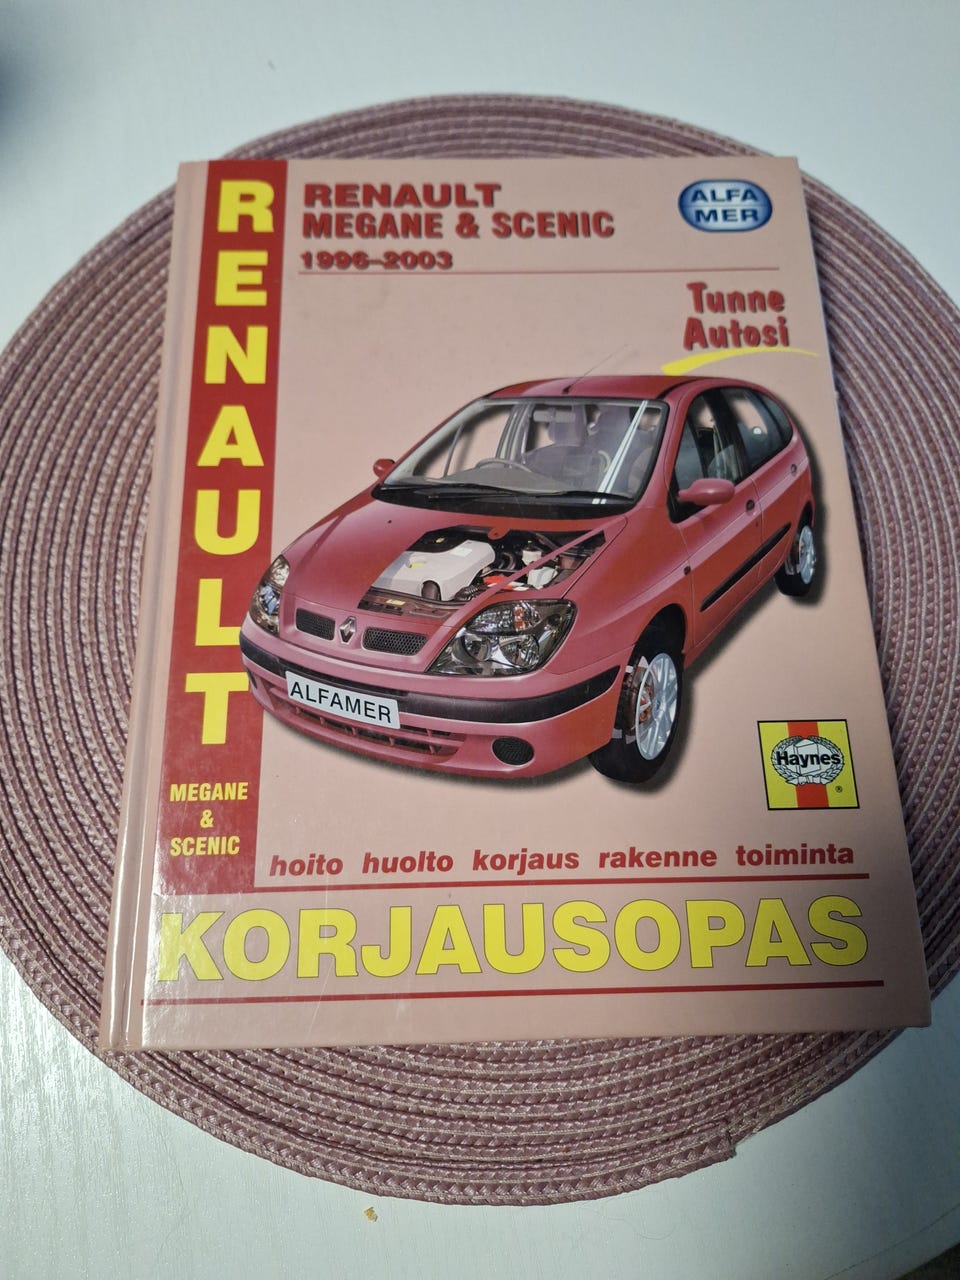 RENAULT
MEGANE
&
SCENIC
RENAULT
MEGANE & SCENIC
1996-2003
ALFA
MER
Tunne
Autosi
ALFAMER
Haynes
®
hoito huolto korjaus rakenne toiminta
KORJAUSOPAS